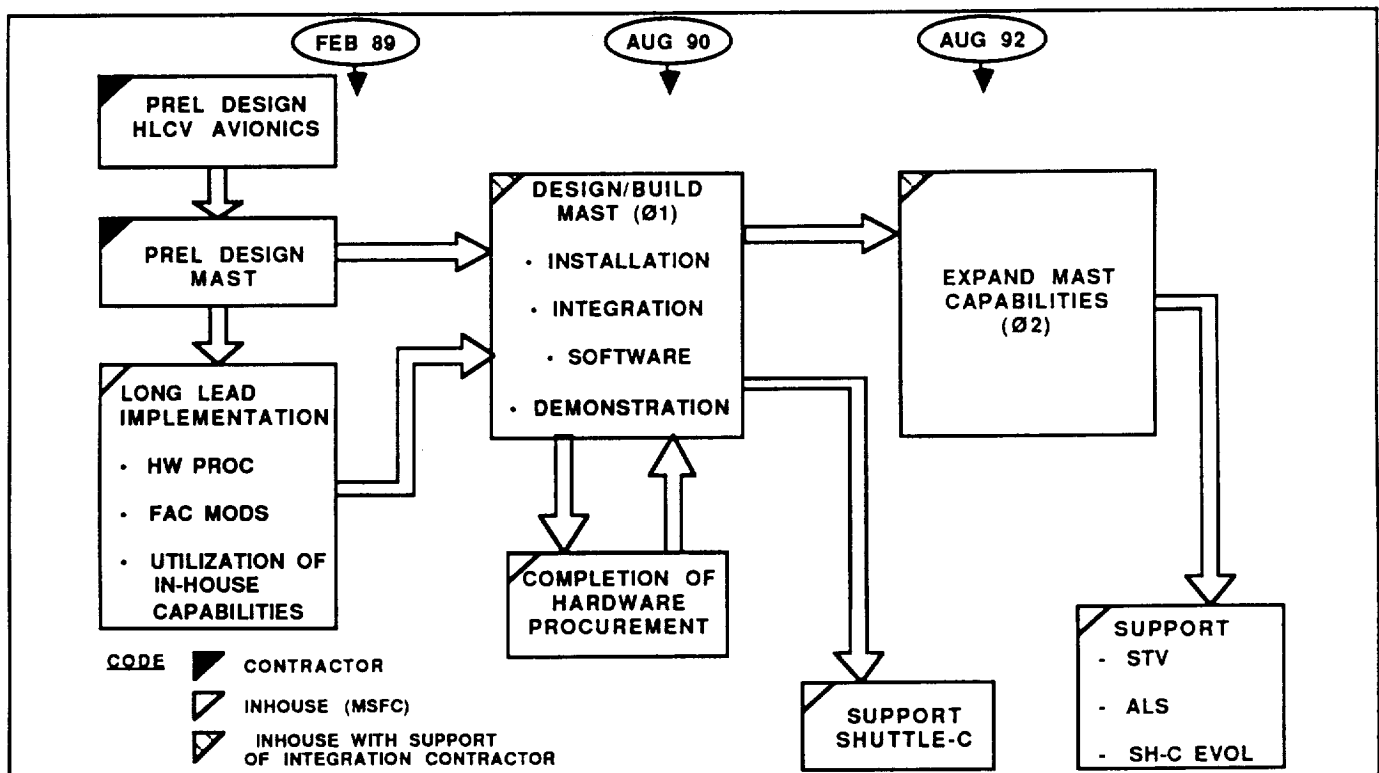 FEB 89
AUG 90
AUG 92
PREL DESIGN
HLCV AVIONICS
PREL DESIGN
MAST
LONG LEAD
IMPLEMENTATION
• HW PROC
• FAC MODS
• UTILIZATION OF
IN-HOUSE
CAPABILITIES
DESIGN/BUILD
MAST (Ø1)
• INSTALLATION
• INTEGRATION
• SOFTWARE
• DEMONSTRATION
COMPLETION OF
HARDWARE
PROCUREMENT
EXPAND MAST
CAPABILITIES
(Ø2)
SUPPORT
SHUTTLE-C
SUPPORT
- STV
- ALS
- SH-C EVOL
CODE
CONTRACTOR
INHOUSE (MSFC)
INHOUSE WITH SUPPORT
OF INTEGRATION CONTRACTOR